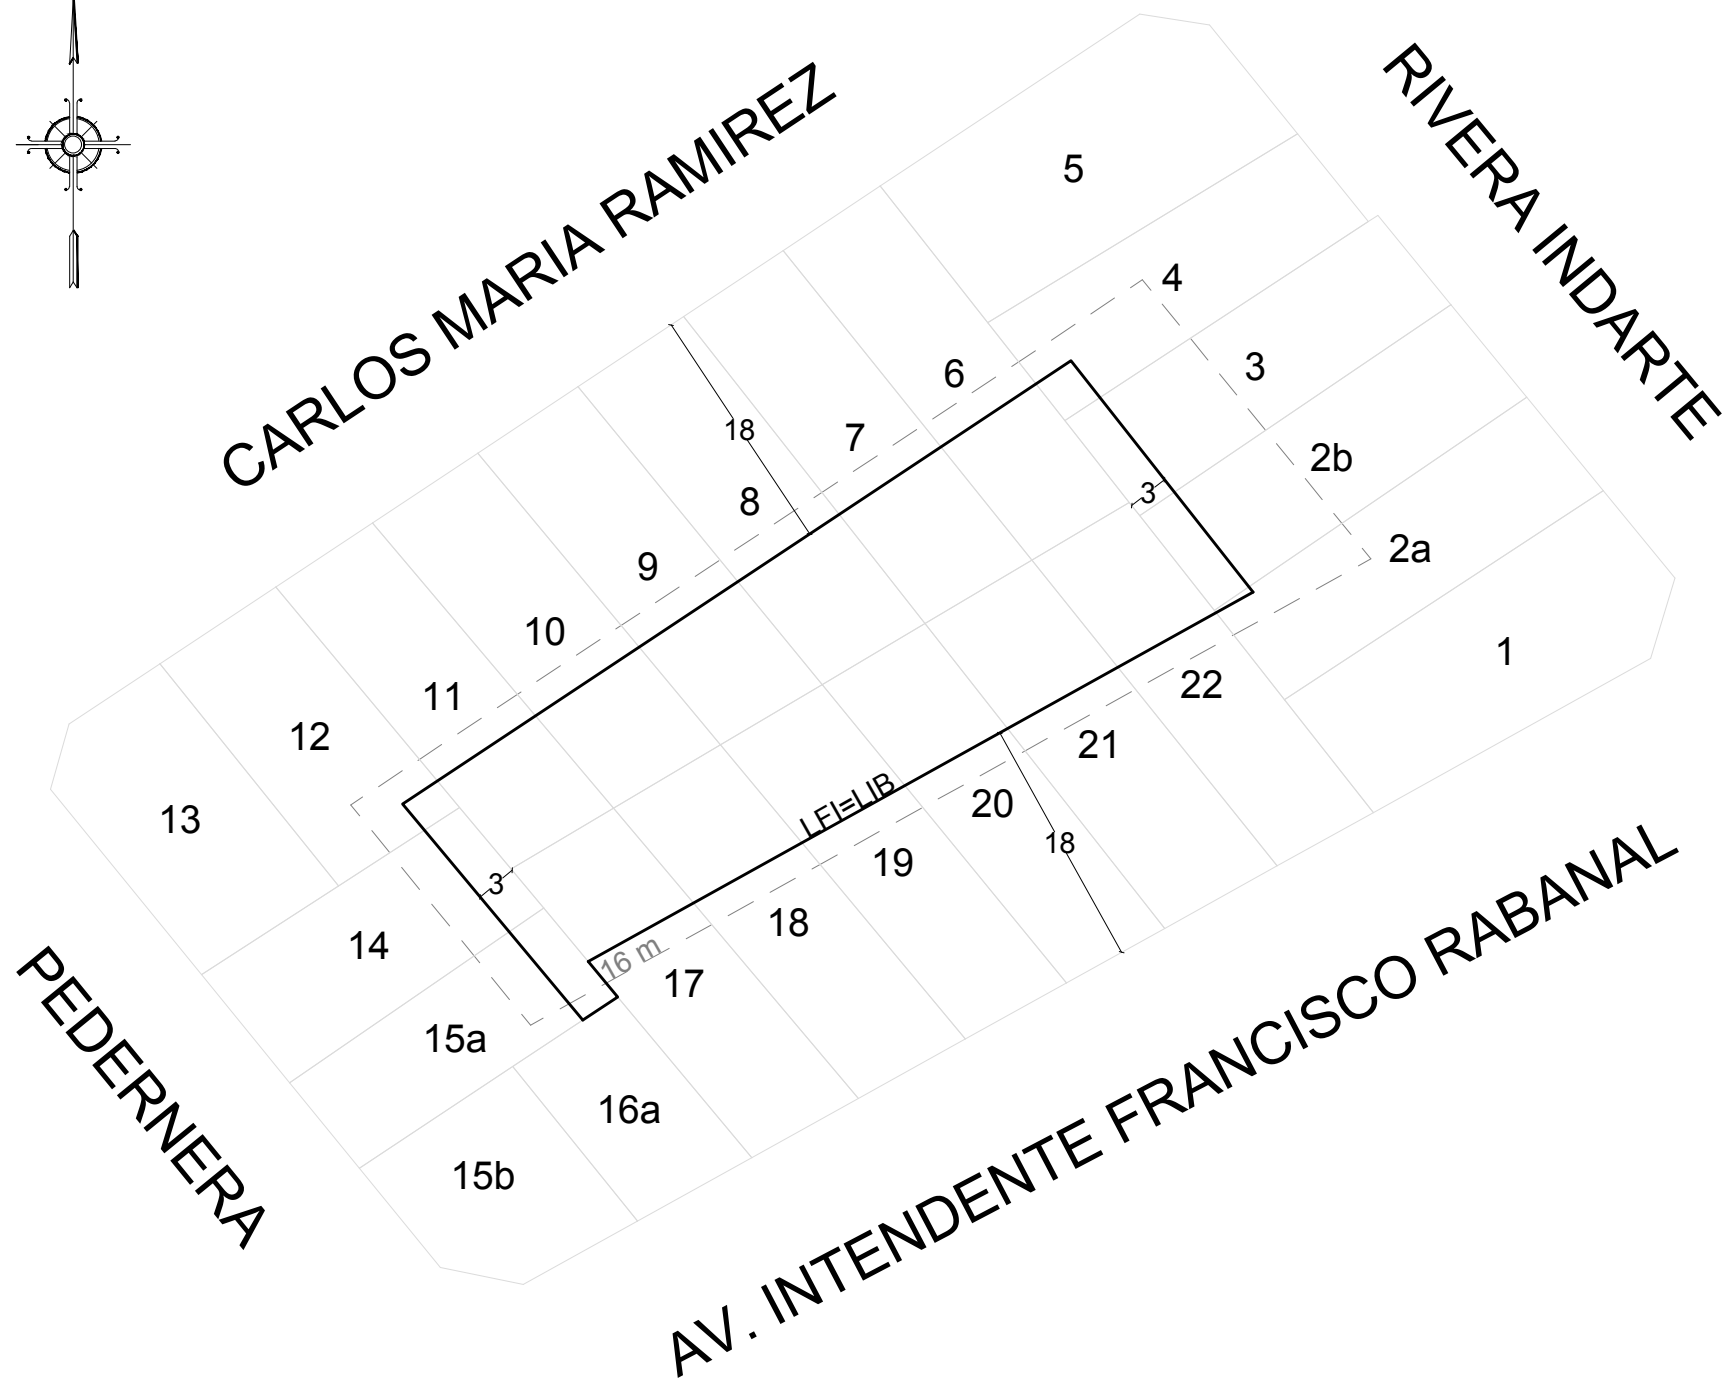 CARLOS MARIA RAMIREZ
RIVERA INDARTE
5
4
6
3
7
18
2b
3
8
2a
9
10
1
11
22
12
21
LFI=LIB
20
13
18
19
3
18
14
16 m
17
15a
16a
15b
PEDERNERA
AV. INTENDENTE FRANCISCO RABANAL